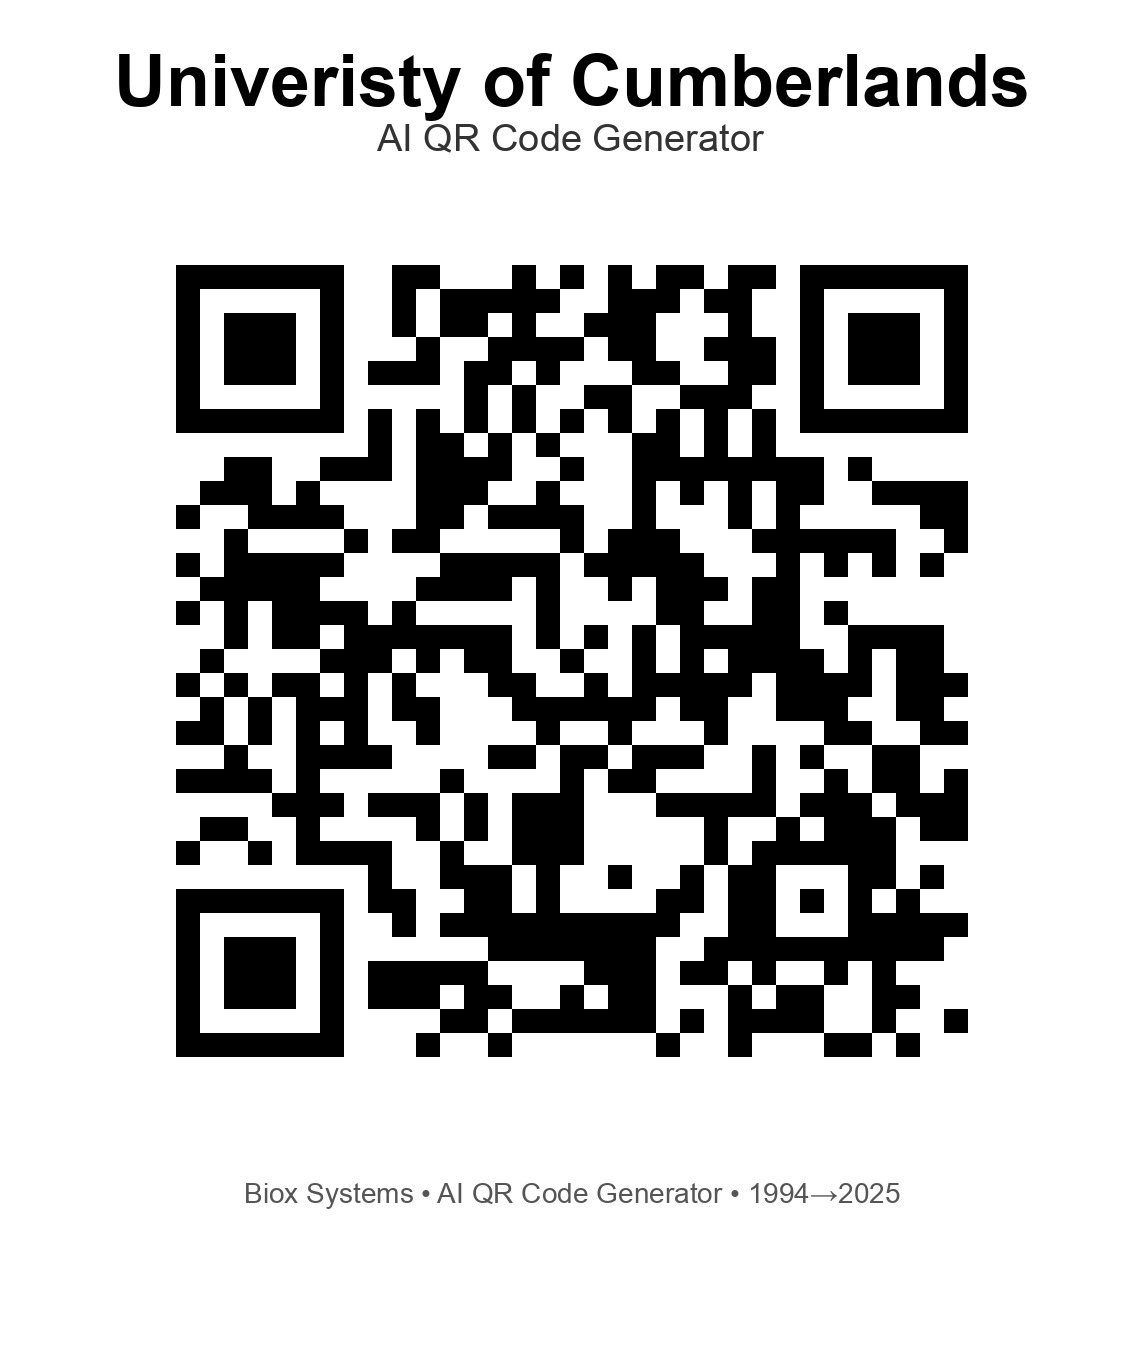 Univeristy of Cumberlands
AI QR Code Generator
Biox Systems • AI QR Code Generator • 1994→2025